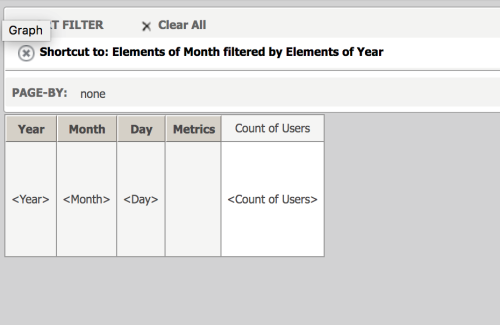 Graph
RT FILTER Clear All
Shortcut to: Elements of Month filtered by Elements of Year
PAGE-BY: none
Year Month Day Metrics Count of Users
<Year> <Month> <Day> <Count of Users>